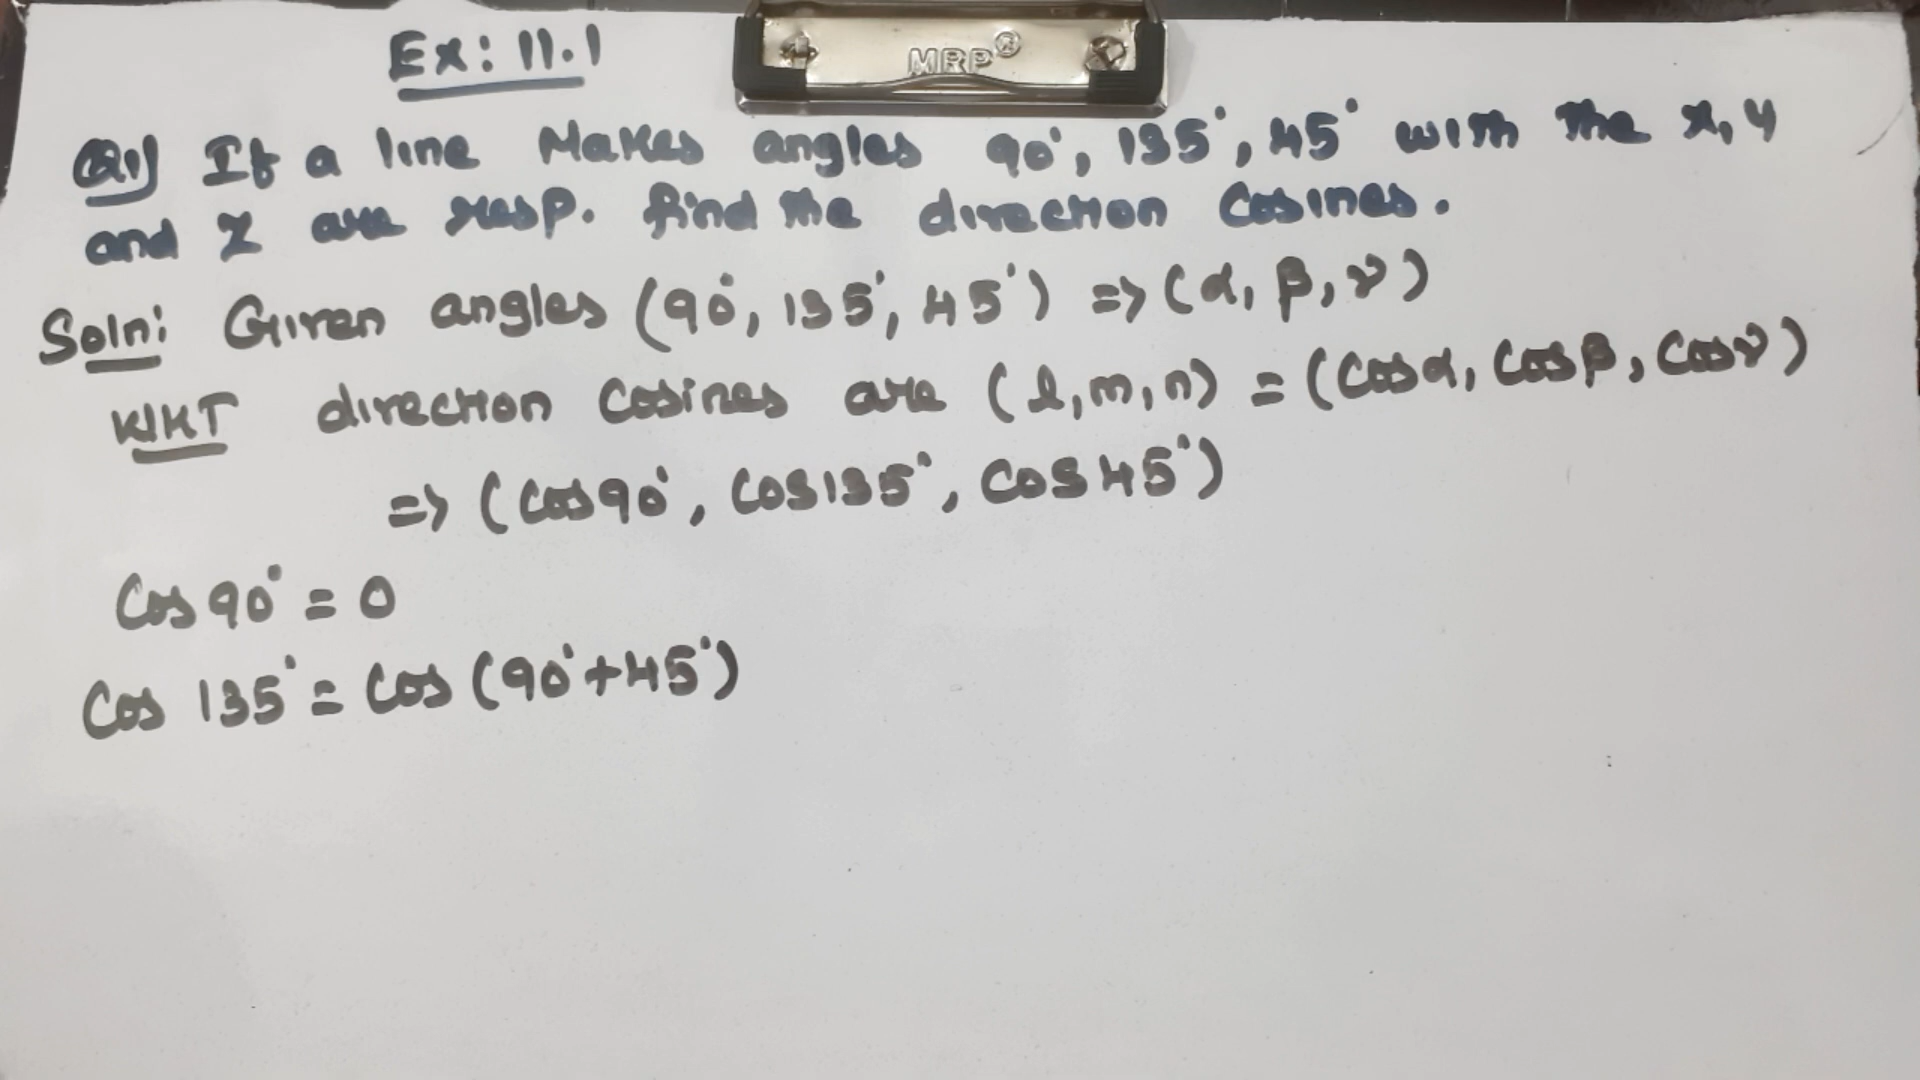 Ex: 11.1
MRP®
Q1) If a line Makes angles 90°, 135°, 45° with the x, y
and z are resp. find the direction Cosines.
Soln: Given angles (90°, 135°, 45°) => (α, β, γ)
WKT direction Cosines are (l, m, n) = (Cosα, Cosβ, Cosγ)
=> (Cos90°, COS135°, COS45°)
Cos 90° = 0
Cos 135° = Cos (90°+45°)